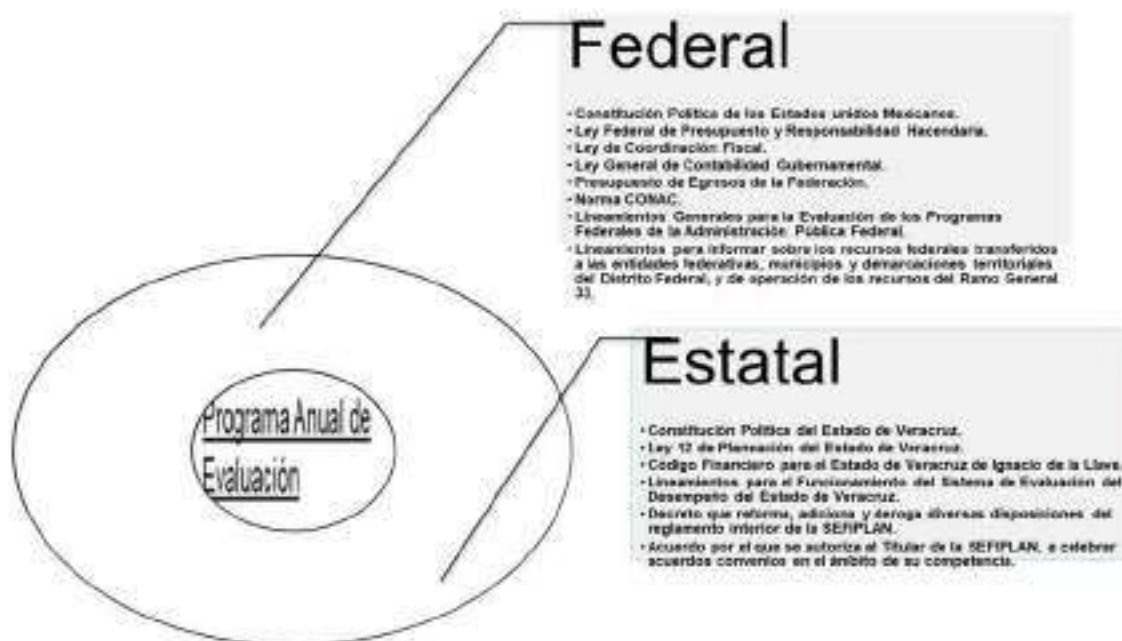 Federal
• Constitución Política de los Estados unidos Mexicanos.
• Ley Federal de Presupuesto y Responsabilidad Hacendaria.
• Ley de Coordinación Fiscal.
• Ley General de Contabilidad Gubernamental.
• Presupuesto de Egresos de la Federación.
• Norma CONAC.
• Lineamientos Generales para la Evaluación de los Programas
Federales de la Administración Pública Federal.
• Lineamientos para informar sobre los recursos federales transferidos
a las entidades federativas, municipios y demarcaciones territoriales
del Distrito Federal, y de operación de los recursos del Ramo General
33.
Estatal
• Constitución Política del Estado de Veracruz.
• Ley 12 de Planeación del Estado de Veracruz.
• Código Financiero para el Estado de Veracruz de Ignacio de la Llave.
• Lineamientos para el Funcionamiento del Sistema de Evaluación del
Desempeño del Estado de Veracruz.
• Decreto que reforma, adiciona y deroga diversas disposiciones del
reglamento interior de la SEFIPLAN.
• Acuerdo por el que se autoriza al Titular de la SEFIPLAN, a celebrar
acuerdos convenios en el ámbito de su competencia.
Programa Anual de
Evaluación